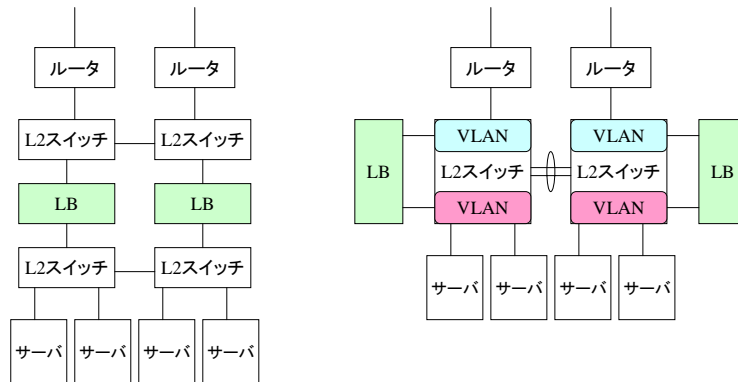 ルータ
ルータ
L2スイッチ
L2スイッチ
LB
LB
L2スイッチ
L2スイッチ
サーバ
サーバ
サーバ
サーバ
ルータ
ルータ
VLAN
VLAN
LB
L2スイッチ
L2スイッチ
LB
VLAN
VLAN
サーバ
サーバ
サーバ
サーバ